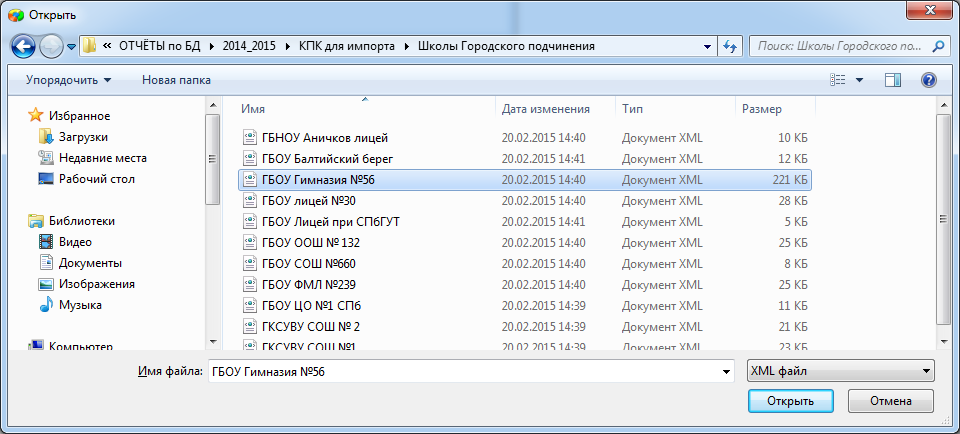 Открыть
« ОТЧЁТЫ по БД 2014_2015 КПК для импорта Школы Городского подчинения Поиск: Школы Городского по...
Упорядочить Новая папка
Избранное
Загрузки
Недавние места
Рабочий стол
Библиотеки
Видео
Документы
Изображения
Музыка
Компьютер
Имя Дата изменения Тип Размер
ГБНОУ Аничков лицей 20.02.2015 14:40 Документ XML 10 КБ
ГБОУ Балтийский берег 20.02.2015 14:41 Документ XML 12 КБ
ГБОУ Гимназия №56 20.02.2015 14:40 Документ XML 221 КБ
ГБОУ лицей №30 20.02.2015 14:40 Документ XML 28 КБ
ГБОУ Лицей при СПбГУТ 20.02.2015 14:41 Документ XML 5 КБ
ГБОУ ООШ № 132 20.02.2015 14:40 Документ XML 25 КБ
ГБОУ СОШ №660 20.02.2015 14:40 Документ XML 8 КБ
ГБОУ ФМЛ №239 20.02.2015 14:40 Документ XML 25 КБ
ГБОУ ЦО №1 СПб 20.02.2015 14:39 Документ XML 11 КБ
ГКСУВУ СОШ № 2 20.02.2015 14:39 Документ XML 21 КБ
ГКСУВУ СОШ №1 20.02.2015 14:39 Документ XML 23 КБ
Имя файла: ГБОУ Гимназия №56 XML файл
Открыть Отмена